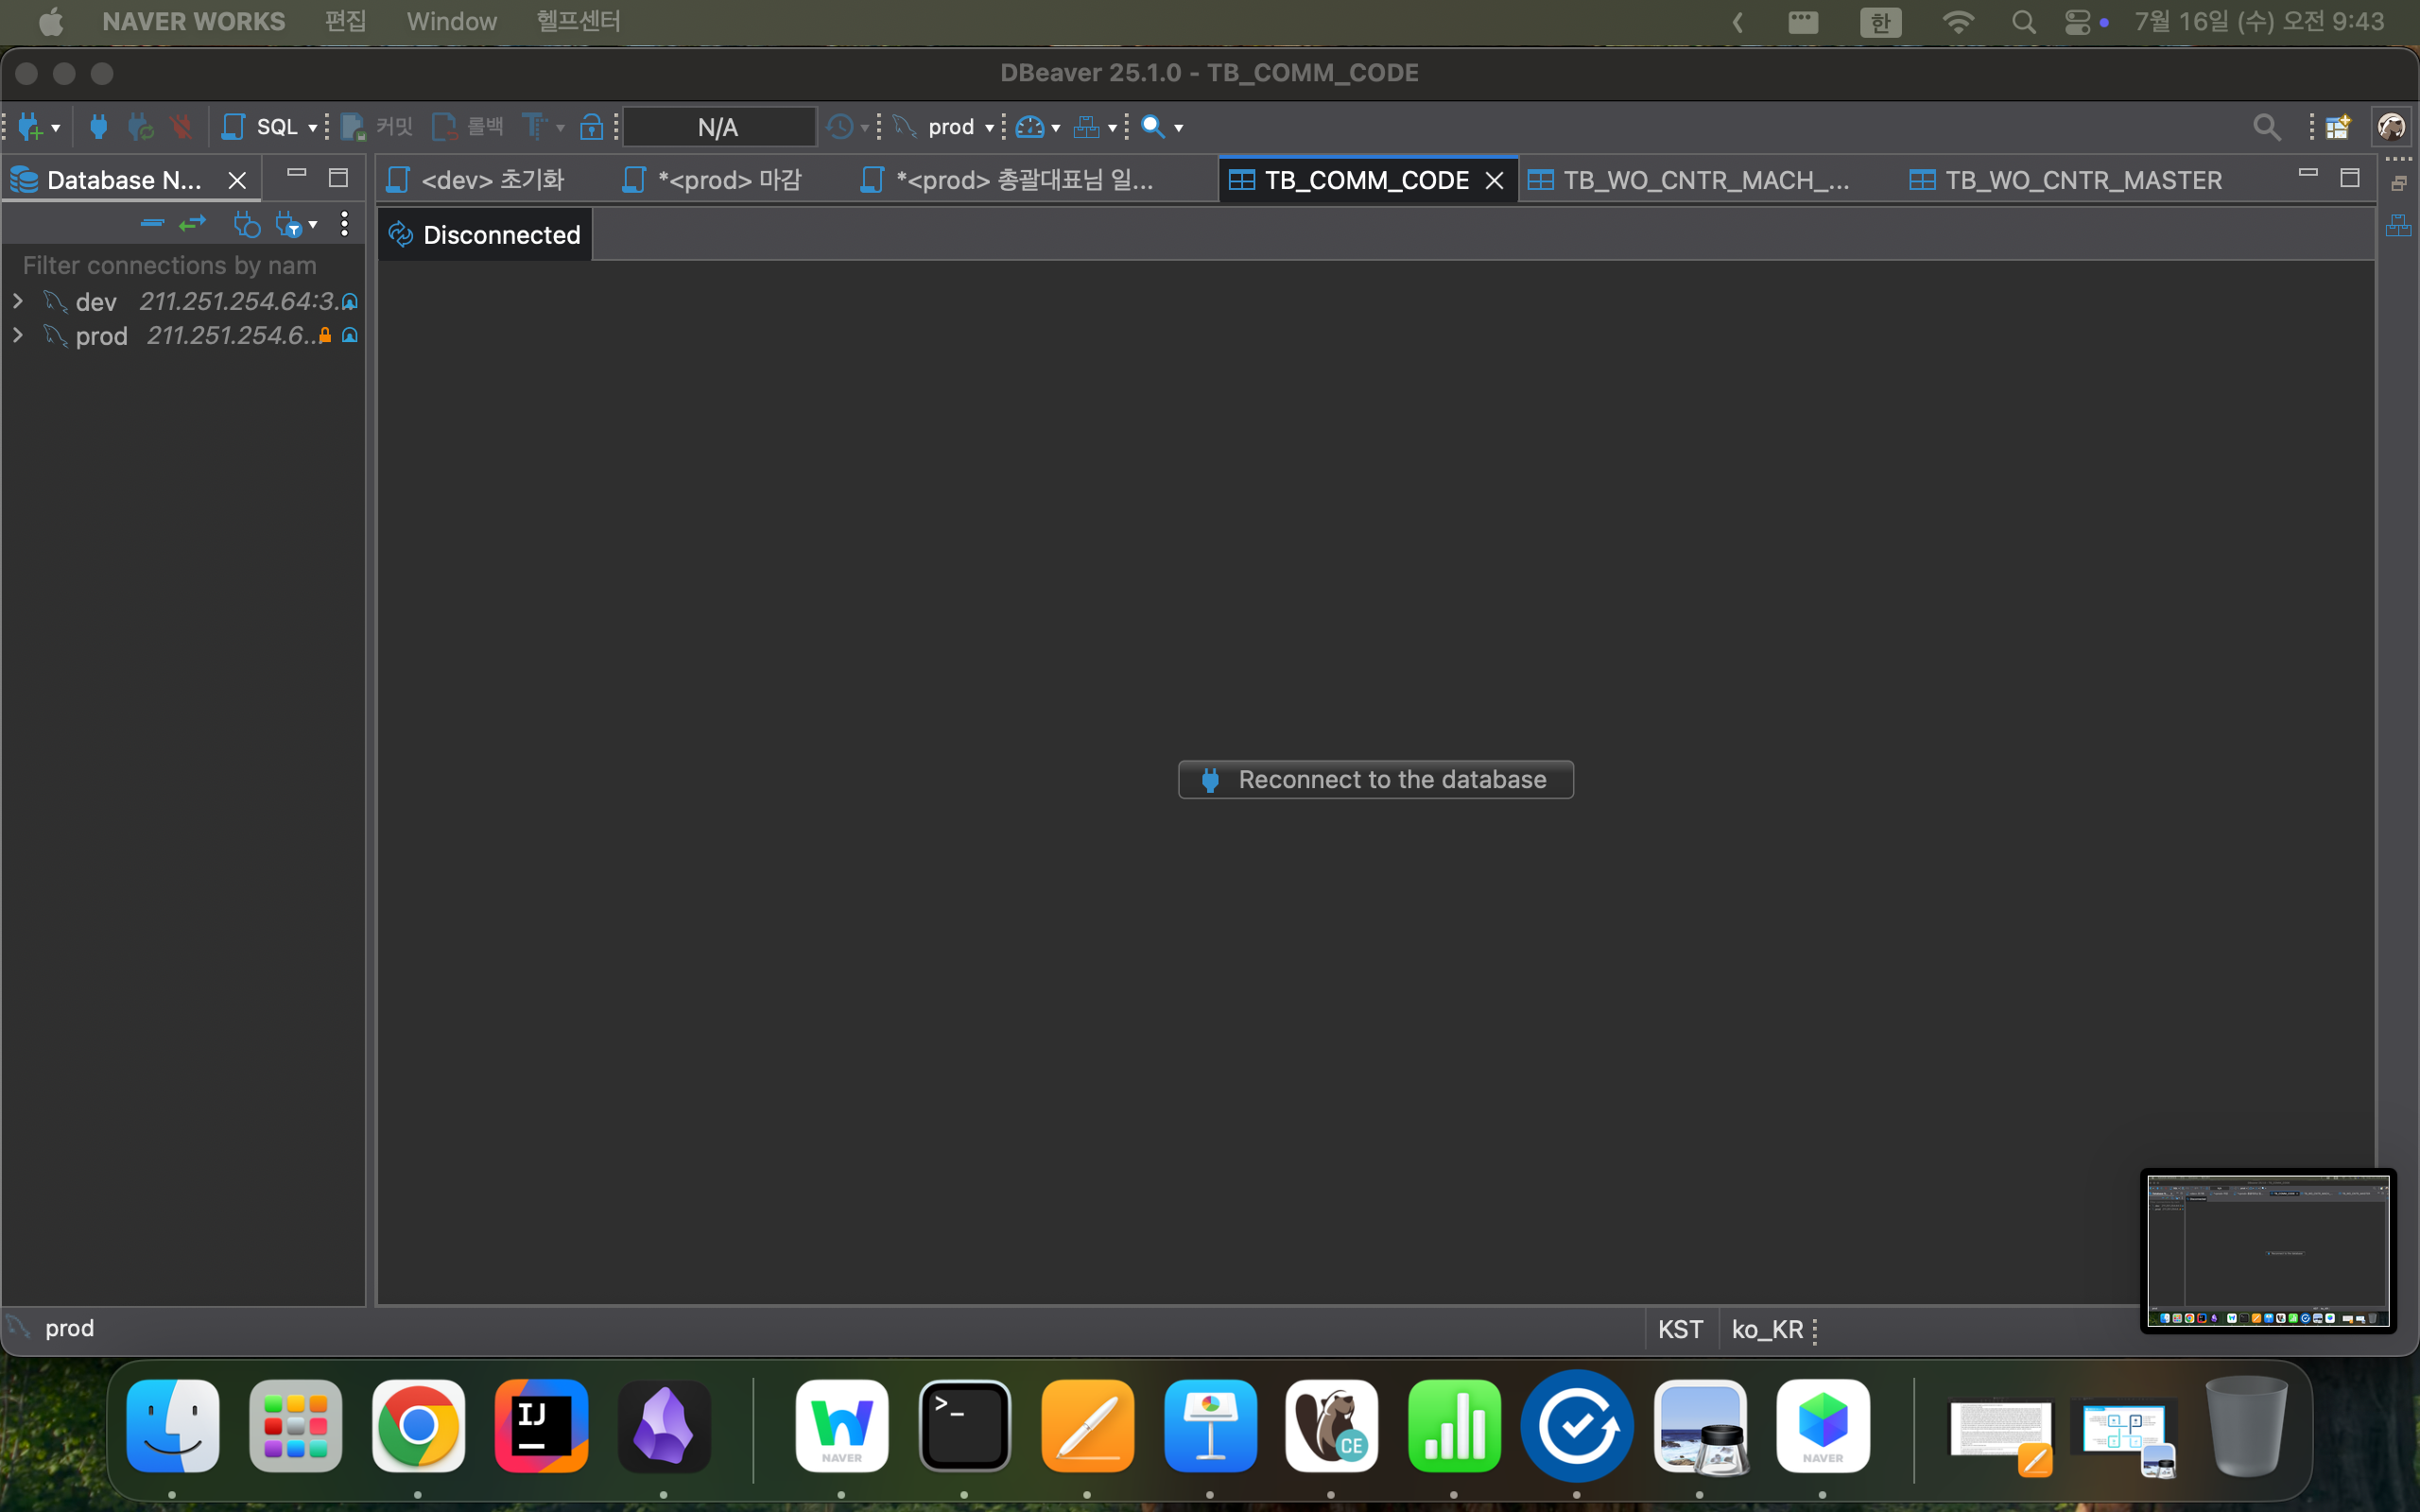 NAVER WORKS 편집 Window 헬프센터 한 7월 16일 (수) 오전 9:43
DBeaver 25.1.0 - TB_COMM_CODE
SQL 커밋 롤백 N/A prod
Database N...
<dev> 초기화 *<prod> 마감 *<prod> 총괄대표님 일... TB_COMM_CODE TB_WO_CNTR_MACH_... TB_WO_CNTR_MASTER
Disconnected
Filter connections by nam
dev 211.251.254.64:3.
prod 211.251.254.6...
Reconnect to the database
prod KST ko_KR
IJ
NAVER
>_
CE
NAVER